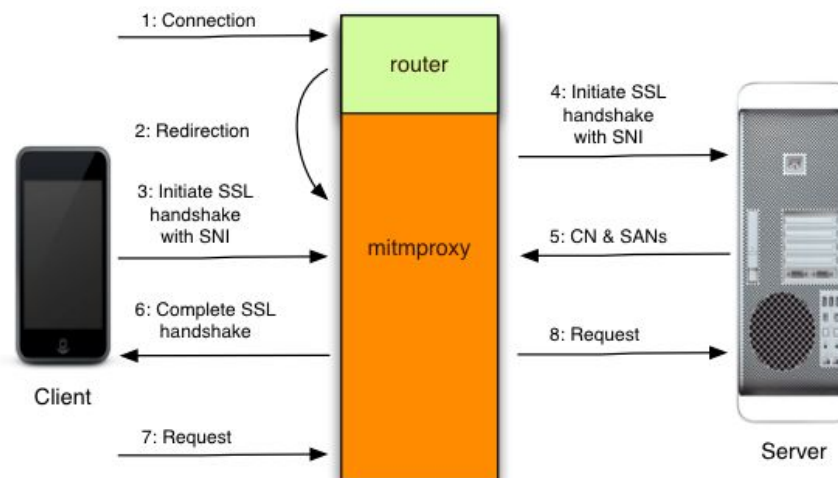 1: Connection
router
2: Redirection
3: Initiate SSL
handshake
with SNI
4: Initiate SSL
handshake
with SNI
mitmproxy
5: CN & SANs
6: Complete SSL
handshake
7: Request
8: Request
Client
Server